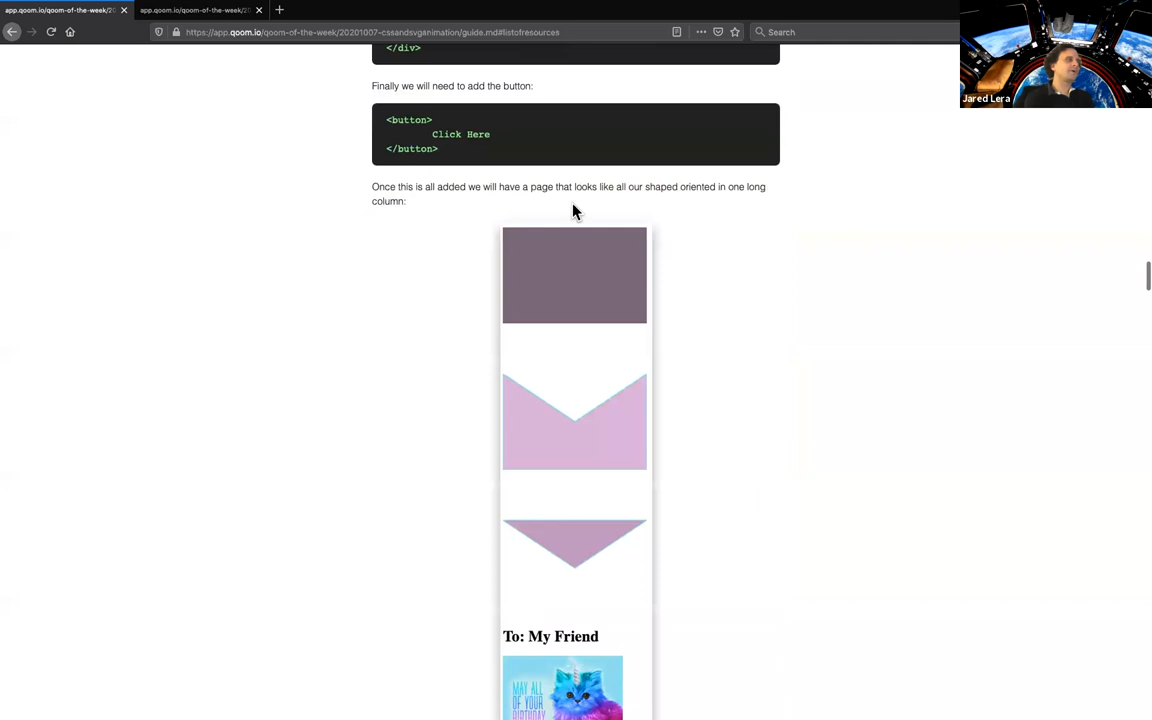 app.qoom.io/qoom-of-the-week/20
app.qoom.io/qoom-of-the-week/20
https://app.qoom.io/qoom-of-the-week/20201007-cssandsvganimation/guide.md#listofresources
Search
Jared Lera
</div>
Finally we will need to add the button:
<button>
Click Here
</button>
Once this is all added we will have a page that looks like all our shaped oriented in one long
column:
To: My Friend
MAY ALL
OF YOUR
BIRTHDAY